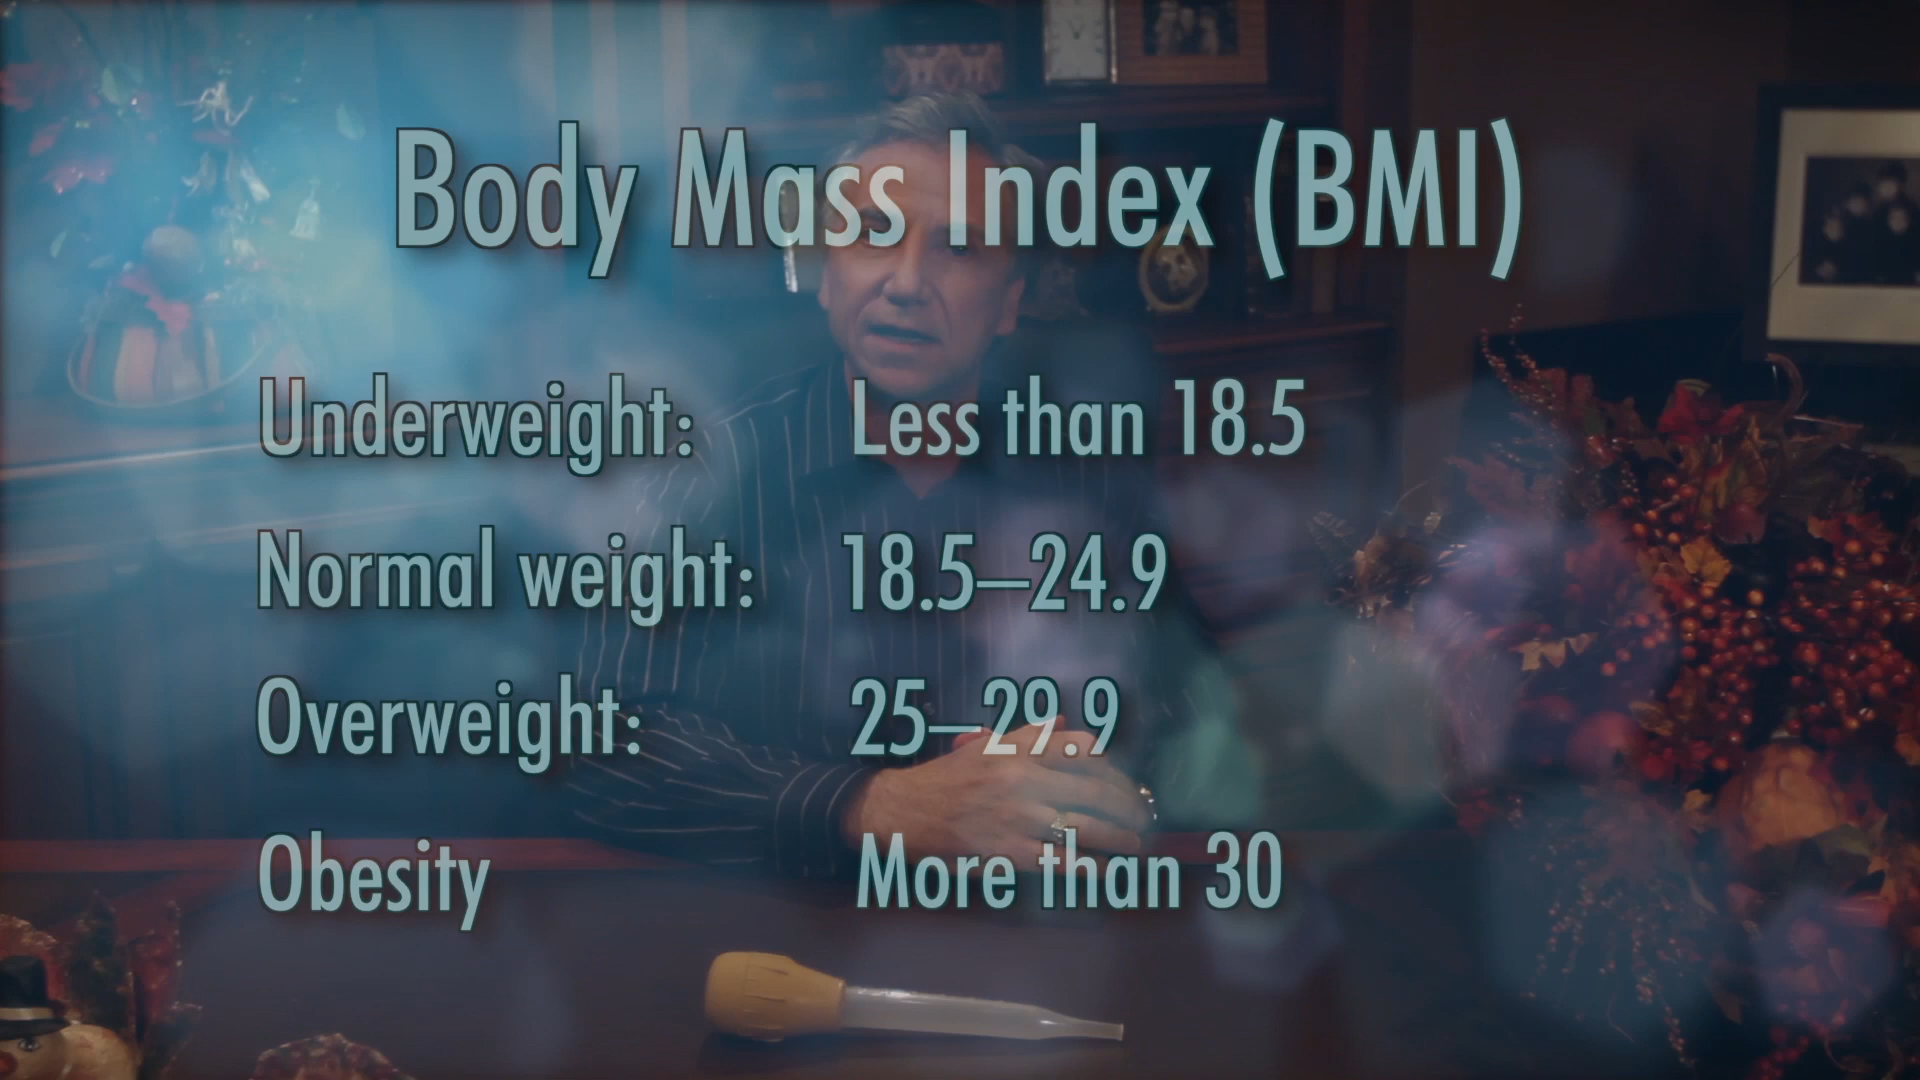 Body Mass Index (BMI)
Underweight: Less than 18.5
Normal weight: 18.5–24.9
Overweight: 25–29.9
Obesity More than 30